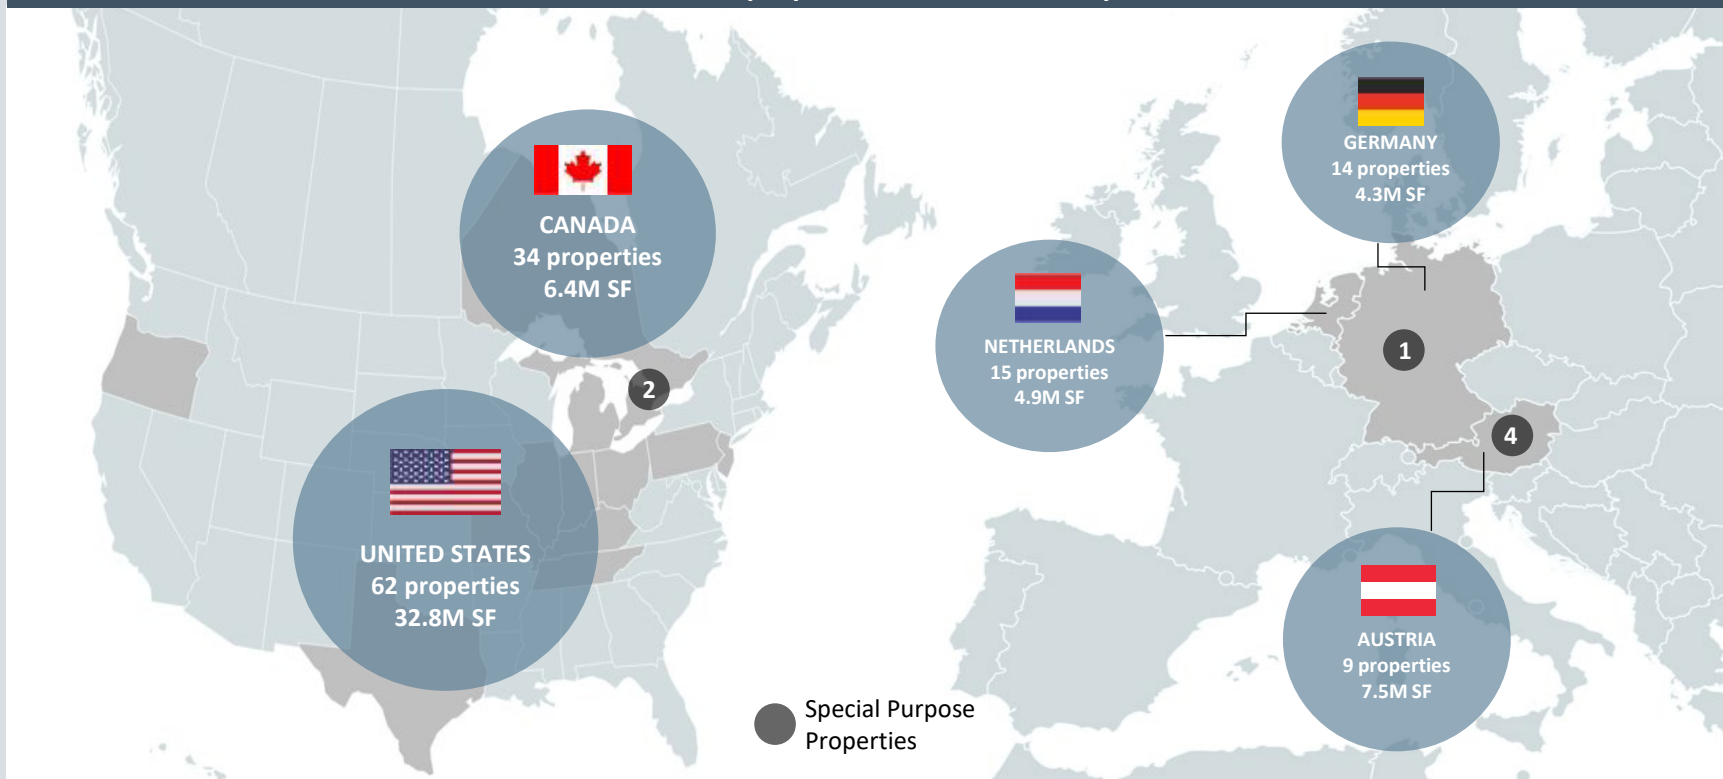 CANADA
34 properties
6.4M SF
2
UNITED STATES
62 properties
32.8M SF
GERMANY
14 properties
4.3M SF
NETHERLANDS
15 properties
4.9M SF
1
4
AUSTRIA
9 properties
7.5M SF
Special Purpose
Properties